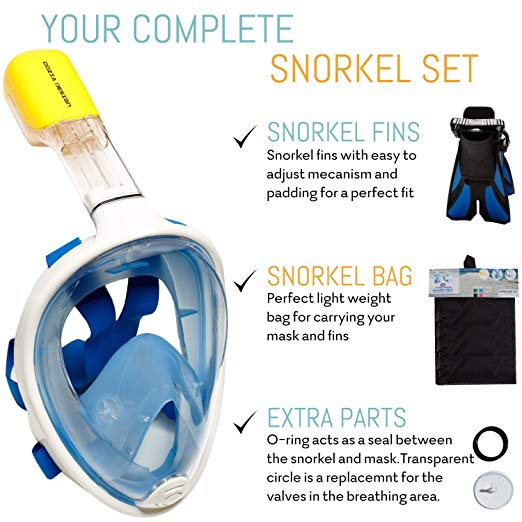 YOUR COMPLETE
SNORKEL SET
COZIA DESIGN
SNORKEL FINS
Snorkel fins with easy to
adjust mecanism and
padding for a perfect fit
SNORKEL BAG
Perfect light weight
bag for carrying your
mask and fins
EXTRA PARTS
O-ring acts as a seal between
the snorkel and mask.Transparent
circle is a replacemnt for the
valves in the breathing area.